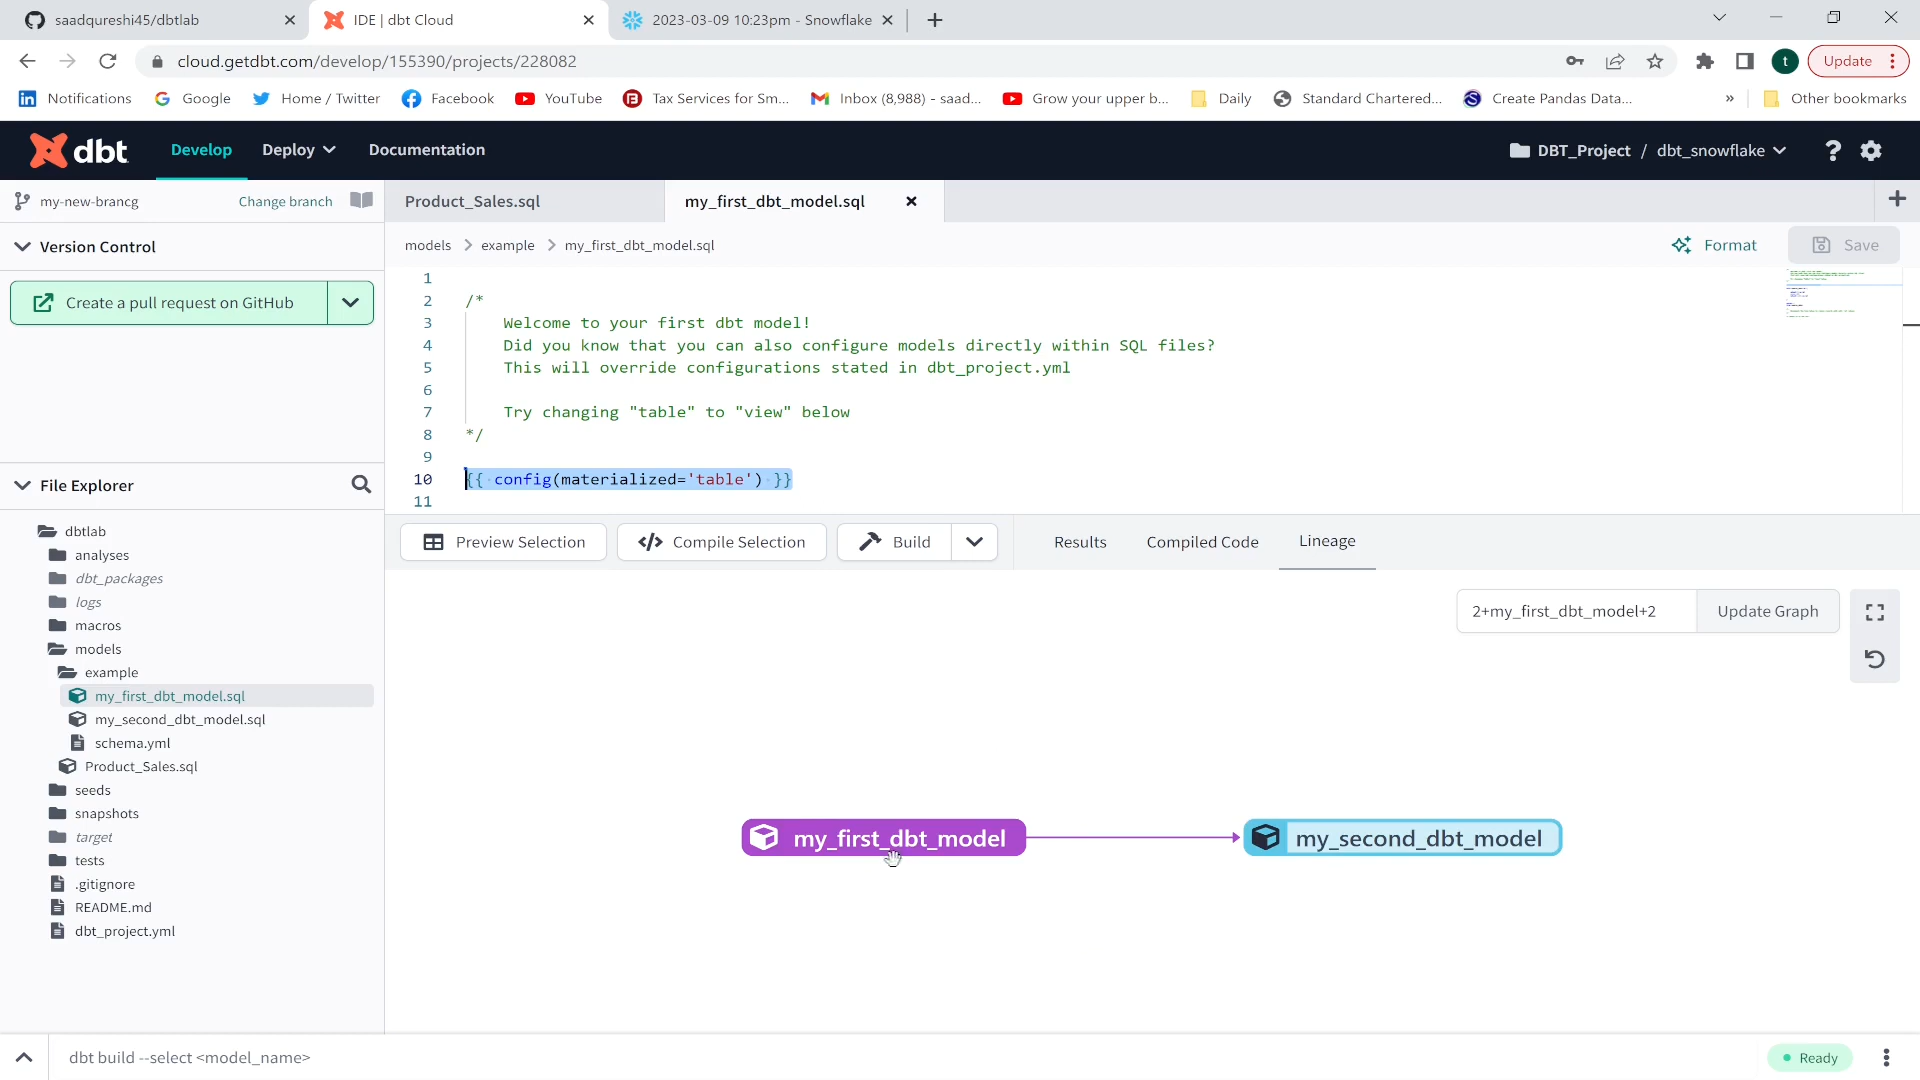 saadqureshi45/dbtlab
IDE | dbt Cloud
2023-03-09 10:23pm - Snowflake
cloud.getdbt.com/develop/155390/projects/228082
t
Update
Notifications
Google
Home / Twitter
Facebook
YouTube
Tax Services for Sm...
Inbox (8,988) - saad...
Grow your upper b...
Daily
Standard Chartered...
Create Pandas Data...
»
Other bookmarks
dbt
Develop
Deploy
Documentation
DBT_Project / dbt_snowflake
?
my-new-brancg
Change branch
Product_Sales.sql
my_first_dbt_model.sql
Version Control
models > example > my_first_dbt_model.sql
Format
Save
Create a pull request on GitHub
1
2 /*
3 Welcome to your first dbt model!
4 Did you know that you can also configure models directly within SQL files?
5 This will override configurations stated in dbt_project.yml
6
7 Try changing "table" to "view" below
8 */
9
10 {{ config(materialized='table') }}
11
File Explorer
dbtlab
analyses
dbt_packages
logs
macros
models
example
my_first_dbt_model.sql
my_second_dbt_model.sql
schema.yml
Product_Sales.sql
seeds
snapshots
target
tests
.gitignore
README.md
dbt_project.yml
Preview Selection
</> Compile Selection
Build
Results
Compiled Code
Lineage
2+my_first_dbt_model+2
Update Graph
my_first_dbt_model
my_second_dbt_model
dbt build --select <model_name>
Ready